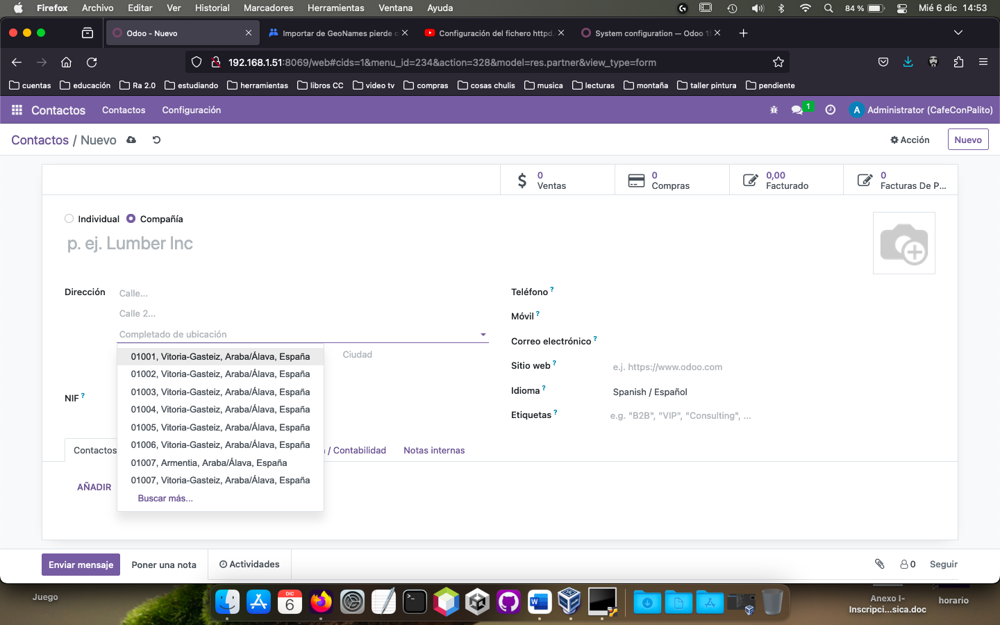 Firefox Archivo Editar Ver Historial Marcadores Herramientas Ventana Ayuda 84 % Mié 6 dic 14:53
Odoo - Nuevo Importar de GeoNames pierde Configuración del fichero httpd. System configuration — Odoo
192.168.1.51:8069/web#cids=1&menu_id=234&action=328&model=res.partner&view_type=form
cuentas educación Ra 2.0 estudiando herramientas libros CC video tv compras cosas chulis musica lecturas montaña taller pintura pendiente
Contactos Contactos Configuración 1 A Administrator (CafeConPalito)
Contactos / Nuevo Acción Nuevo
0 Ventas
0 Compras
0,00 Facturado
0 Facturas De P...
Individual Compañía
p. ej. Lumber Inc
Dirección
Calle...
Calle 2...
Completado de ubicación
Ciudad
01001, Vitoria-Gasteiz, Araba/Álava, España
01002, Vitoria-Gasteiz, Araba/Álava, España
01003, Vitoria-Gasteiz, Araba/Álava, España
01004, Vitoria-Gasteiz, Araba/Álava, España
01005, Vitoria-Gasteiz, Araba/Álava, España
01006, Vitoria-Gasteiz, Araba/Álava, España
01007, Armentia, Araba/Álava, España
01007, Vitoria-Gasteiz, Araba/Álava, España
Buscar más...
NIF ?
Teléfono ?
Móvil ?
Correo electrónico ?
Sitio web ? e.j. https://www.odoo.com
Idioma ? Spanish / Español
Etiquetas ? e.g. "B2B", "VIP", "Consulting", ...
Contactos / Contabilidad Notas internas
AÑADIR
Enviar mensaje Poner una nota Actividades 0 Seguir
Juego
DIC
6
W
Anexo I-
Inscripci...sica.doc
horario